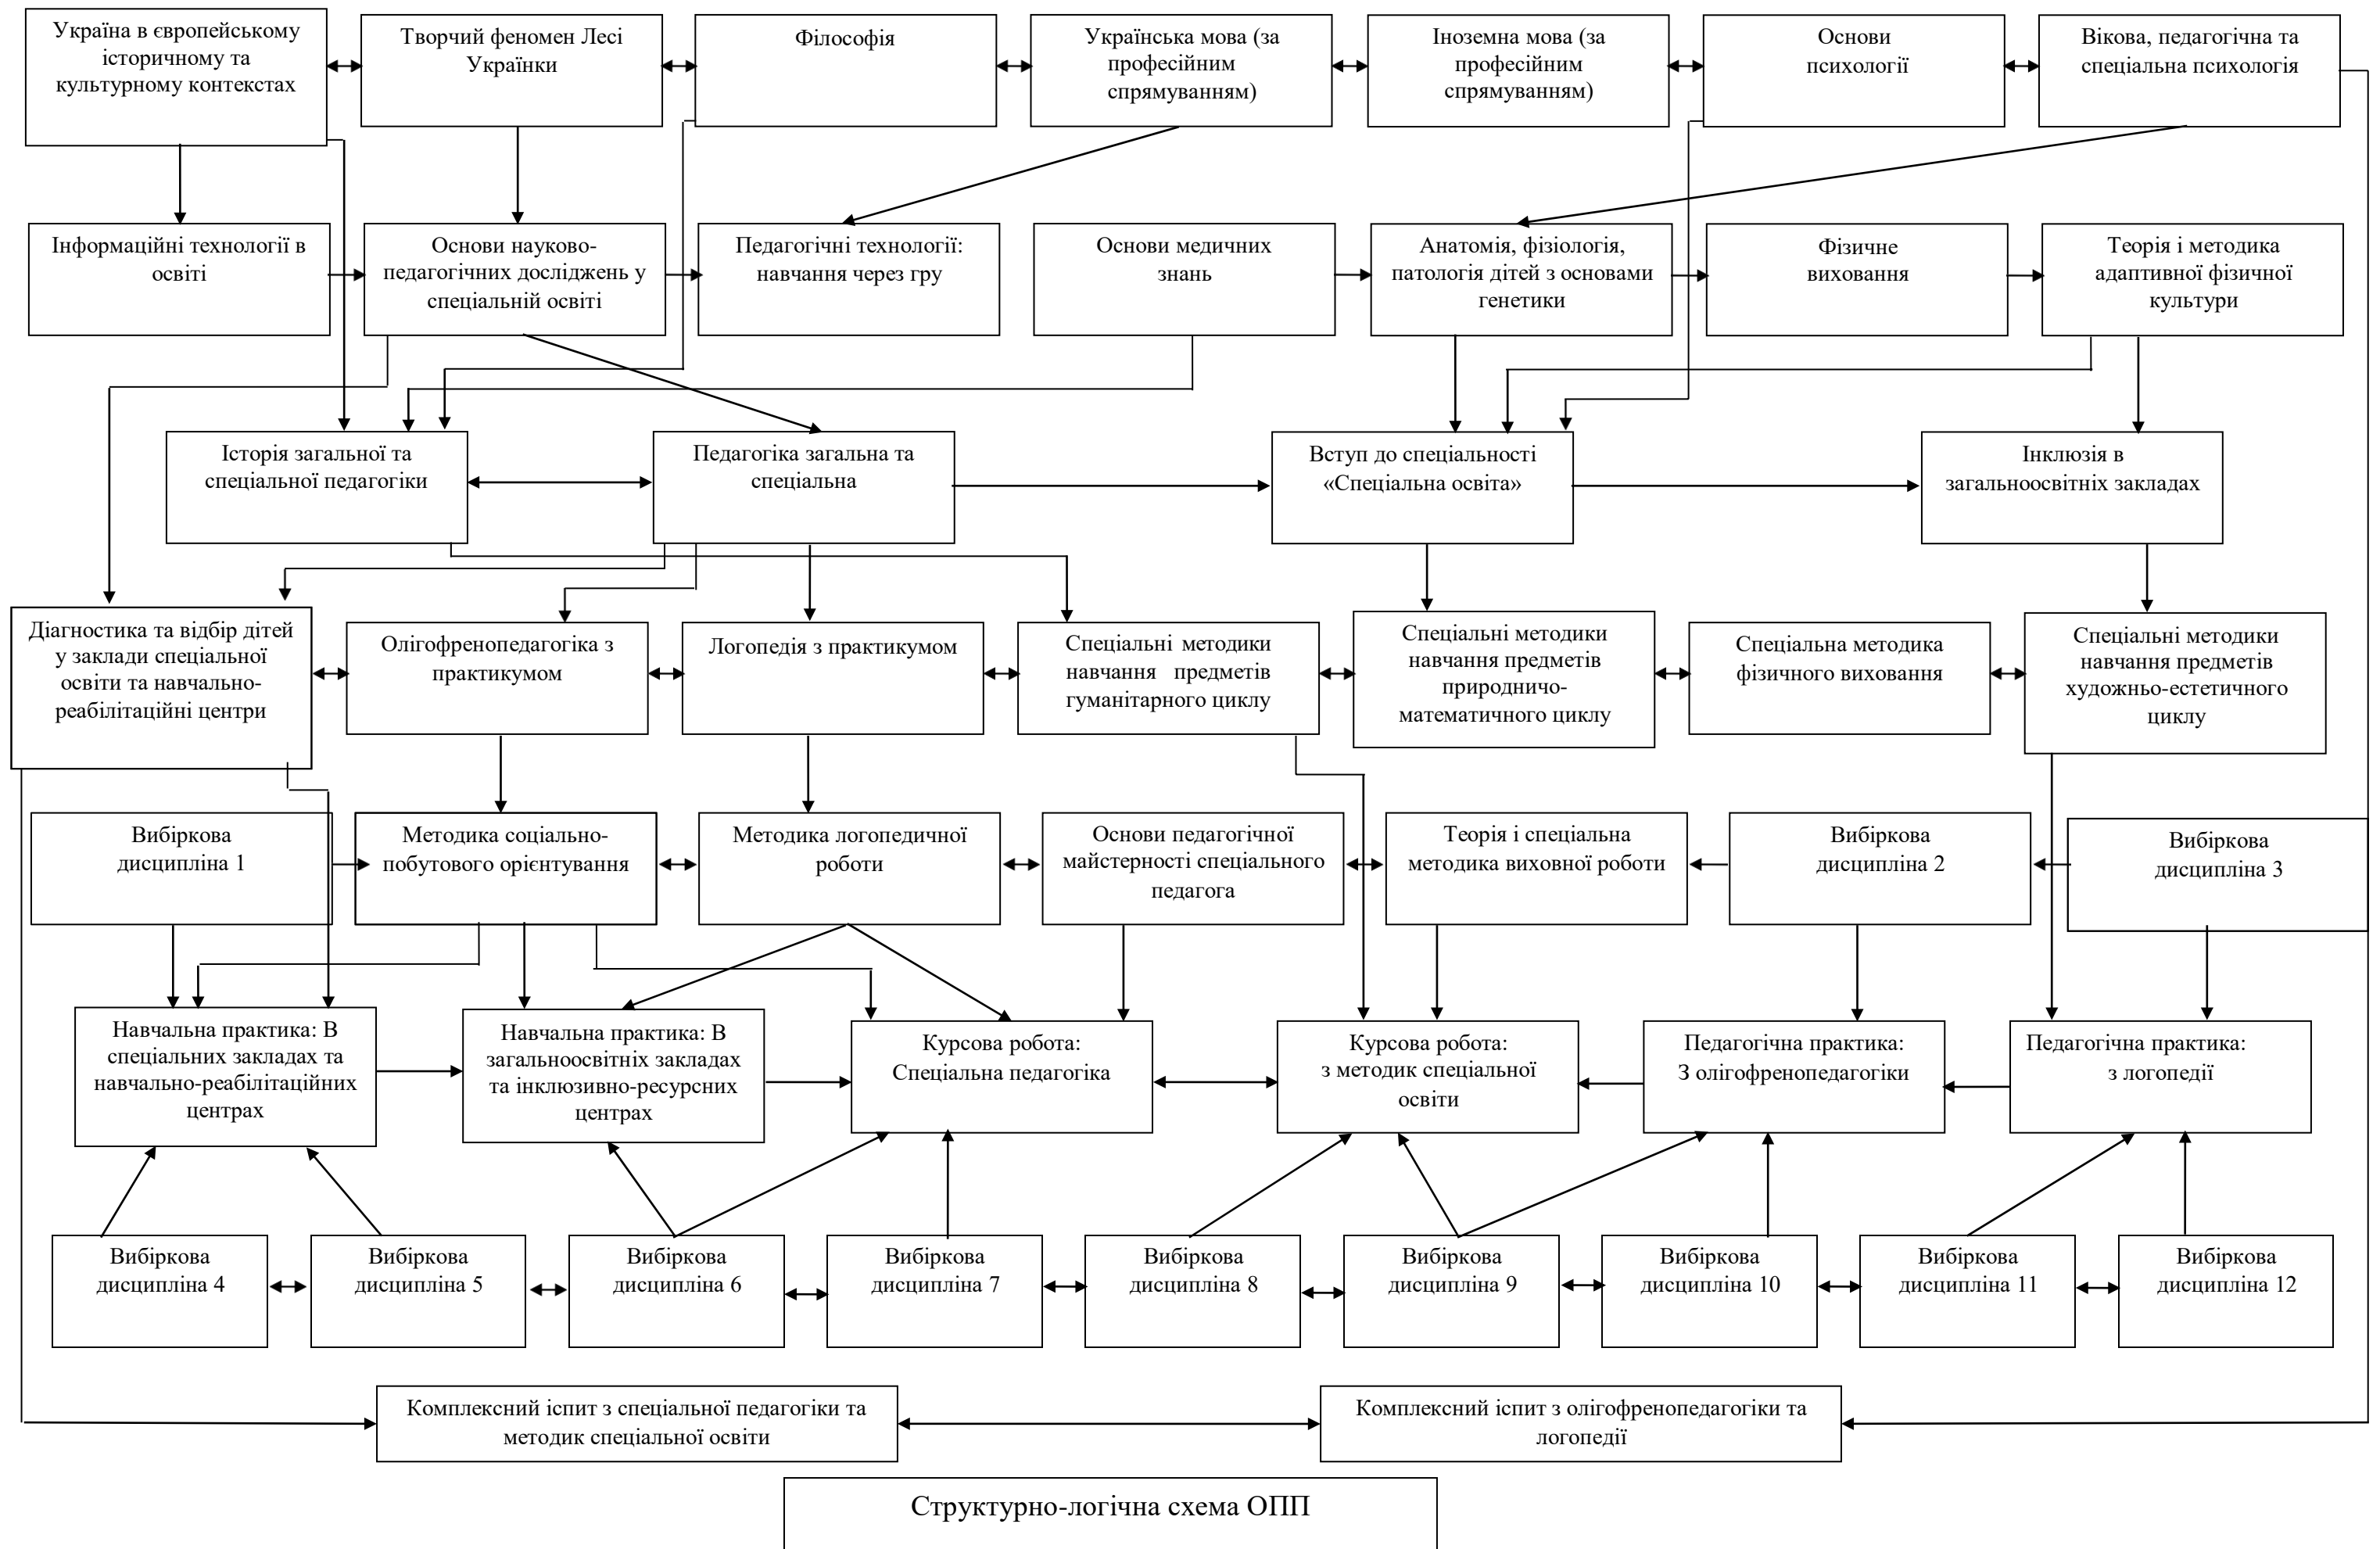 Україна в європейському
історичному та
культурному контекстах
Творчий феномен Лесі
Українки
Філософія
Українська мова (за
професійним
спрямуванням)
Іноземна мова (за
професійним
спрямуванням)
Основи
психології
Вікова, педагогічна та
спеціальна психологія
Інформаційні технології в
освіті
Основи науково-
педагогічних досліджень у
спеціальній освіті
Педагогічні технології:
навчання через гру
Основи медичних
знань
Анатомія, фізіологія,
патологія дітей з основами
генетики
Фізичне
виховання
Теорія і методика
адаптивної фізичної
культури
Історія загальної та
спеціальної педагогіки
Педагогіка загальна та
спеціальна
Вступ до спеціальності
«Спеціальна освіта»
Інклюзія в
загальноосвітніх закладах
Діагностика та відбір дітей
у заклади спеціальної
освіти та навчально-
реабілітаційні центри
Олігофренопедагогіка з
практикумом
Логопедія з практикумом
Спеціальні методики
навчання предметів
гуманітарного циклу
Спеціальні методики
навчання предметів
природничо-
математичного циклу
Спеціальна методика
фізичного виховання
Спеціальні методики
навчання предметів
художньо-естетичного
циклу
Вибіркова
дисципліна 1
Методика соціально-
побутового орієнтування
Методика логопедичної
роботи
Основи педагогічної
майстерності спеціального
педагога
Теорія і спеціальна
методика виховної роботи
Вибіркова
дисципліна 2
Вибіркова
дисципліна 3
Навчальна практика: В
спеціальних закладах та
навчально-реабілітаційних
центрах
Навчальна практика: В
загальноосвітніх закладах
та інклюзивно-ресурсних
центрах
Курсова робота:
Спеціальна педагогіка
Курсова робота:
з методик спеціальної
освіти
Педагогічна практика:
З олігофренопедагогіки
Педагогічна практика:
з логопедії
Вибіркова
дисципліна 4
Вибіркова
дисципліна 5
Вибіркова
дисципліна 6
Вибіркова
дисципліна 7
Вибіркова
дисципліна 8
Вибіркова
дисципліна 9
Вибіркова
дисципліна 10
Вибіркова
дисципліна 11
Вибіркова
дисципліна 12
Комплексний іспит з спеціальної педагогіки та
методик спеціальної освіти
Комплексний іспит з олігофренопедагогіки та
логопедії
Структурно-логічна схема ОПП